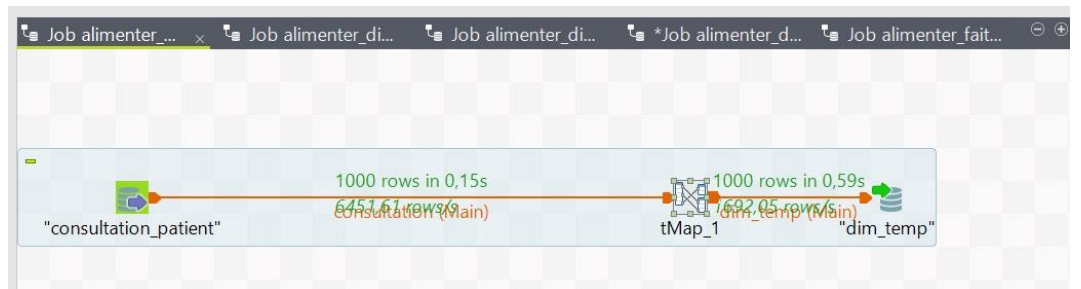 Job alimenter_... Job alimenter_di... Job alimenter_di... *Job alimenter_d... Job alimenter_fait...
1000 rows in 0,15s 1000 rows in 0,59s
6451,61 rows/s 1692,05 rows/s
consultation (Main) dim_temp (Main)
"consultation_patient" tMap_1 "dim_temp"